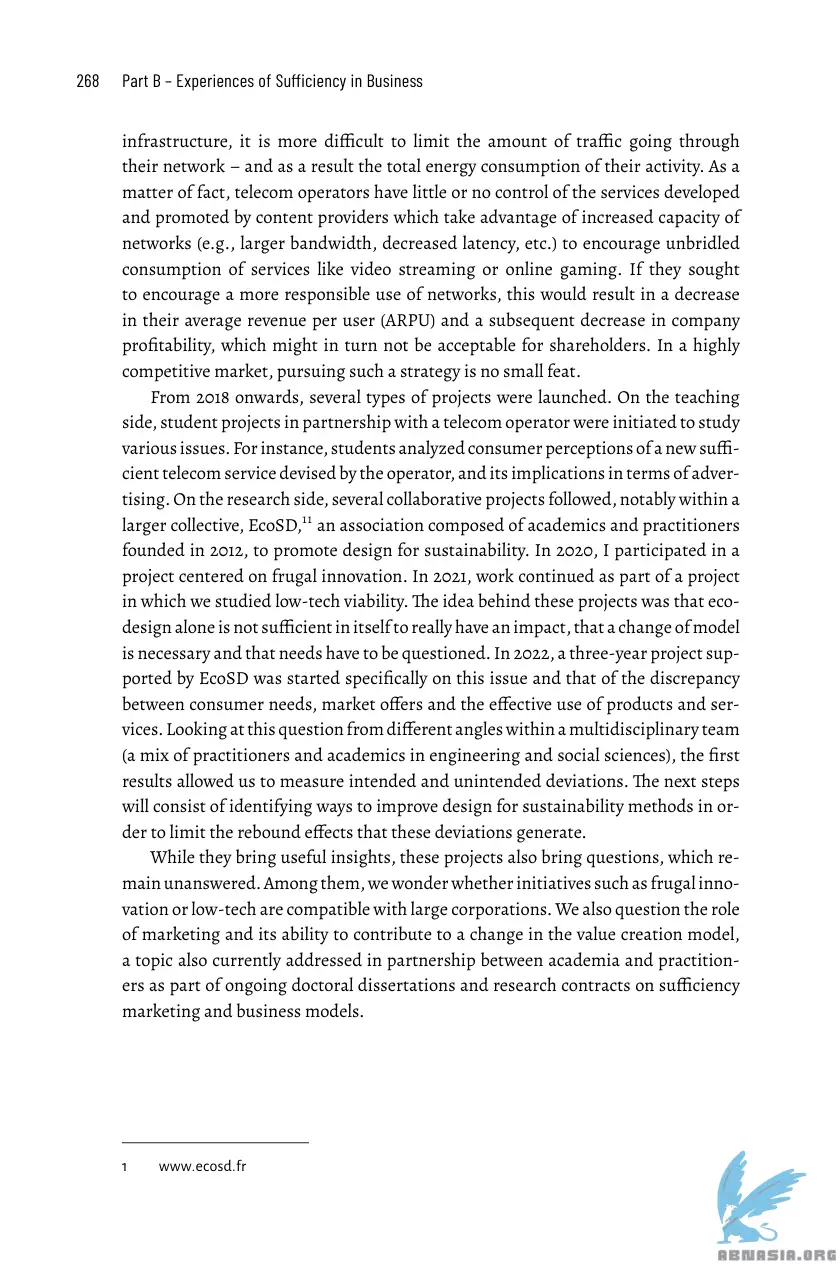 268 Part B – Experiences of Sufficiency in Business
infrastructure, it is more difficult to limit the amount of traffic going through
their network – and as a result the total energy consumption of their activity. As a
matter of fact, telecom operators have little or no control of the services developed
and promoted by content providers which take advantage of increased capacity of
networks (e.g., larger bandwidth, decreased latency, etc.) to encourage unbridled
consumption of services like video streaming or online gaming. If they sought
to encourage a more responsible use of networks, this would result in a decrease
in their average revenue per user (ARPU) and a subsequent decrease in company
profitability, which might in turn not be acceptable for shareholders. In a highly
competitive market, pursuing such a strategy is no small feat.
From 2018 onwards, several types of projects were launched. On the teaching
side, student projects in partnership with a telecom operator were initiated to study
various issues. For instance, students analyzed consumer perceptions of a new suffi-
cient telecom service devised by the operator, and its implications in terms of adver-
tising. On the research side, several collaborative projects followed, notably within a
larger collective, EcoSD,11 an association composed of academics and practitioners
founded in 2012, to promote design for sustainability. In 2020, I participated in a
project centered on frugal innovation. In 2021, work continued as part of a project
in which we studied low-tech viability. The idea behind these projects was that eco-
design alone is not sufficient in itself to really have an impact, that a change of model
is necessary and that needs have to be questioned. In 2022, a three-year project sup-
ported by EcoSD was started specifically on this issue and that of the discrepancy
between consumer needs, market offers and the effective use of products and ser-
vices. Looking at this question from different angles within a multidisciplinary team
(a mix of practitioners and academics in engineering and social sciences), the first
results allowed us to measure intended and unintended deviations. The next steps
will consist of identifying ways to improve design for sustainability methods in or-
der to limit the rebound effects that these deviations generate.
While they bring useful insights, these projects also bring questions, which re-
main unanswered. Among them, we wonder whether initiatives such as frugal inno-
vation or low-tech are compatible with large corporations. We also question the role
of marketing and its ability to contribute to a change in the value creation model,
a topic also currently addressed in partnership between academia and practition-
ers as part of ongoing doctoral dissertations and research contracts on sufficiency
marketing and business models.
1 www.ecosd.fr
ABNASIA.ORG